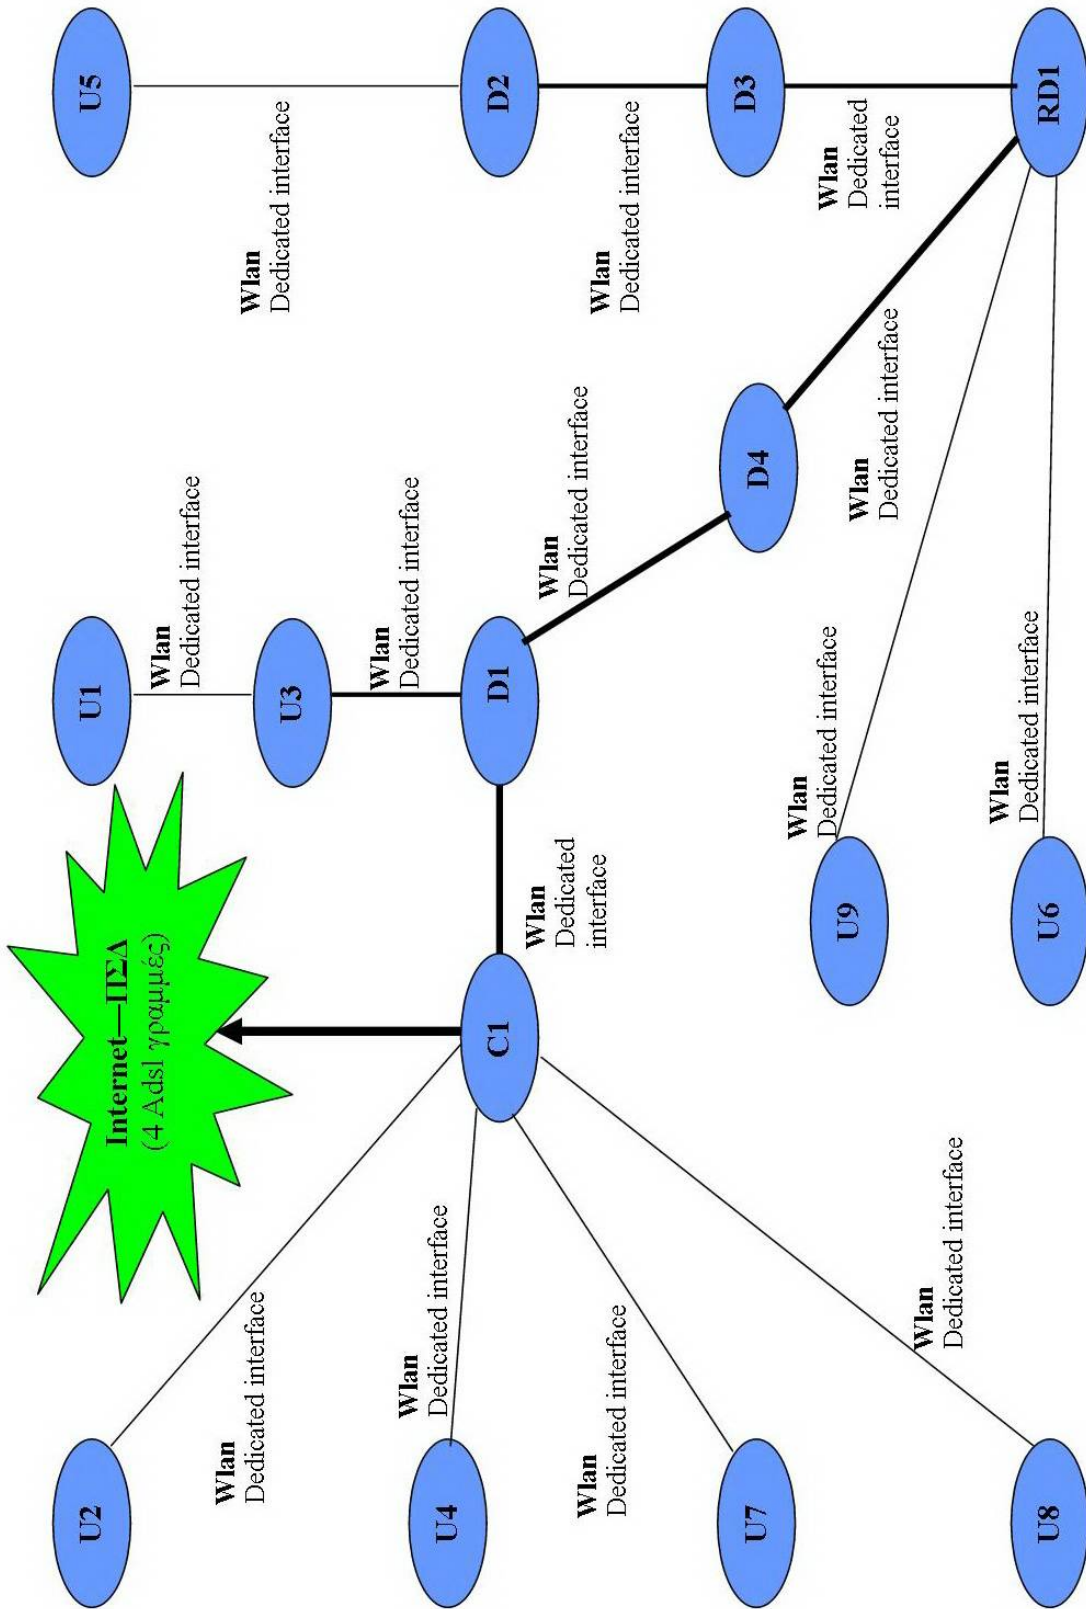 U2
U1
U5
Internet—ΠΣΔ
(4 Adsl γραμμές)
Wlan
Dedicated interface
Wlan
Dedicated interface
Wlan
Dedicated interface
U3
Wlan
Dedicated interface
Wlan
Dedicated interface
U4
C1
D1
D2
Wlan
Dedicated
interface
Wlan
Dedicated interface
Wlan
Dedicated interface
Wlan
Dedicated interface
U7
D4
D3
Wlan
Dedicated interface
Wlan
Dedicated
interface
U9
Wlan
Dedicated interface
Wlan
Dedicated interface
Wlan
Dedicated interface
U8
U6
RD1